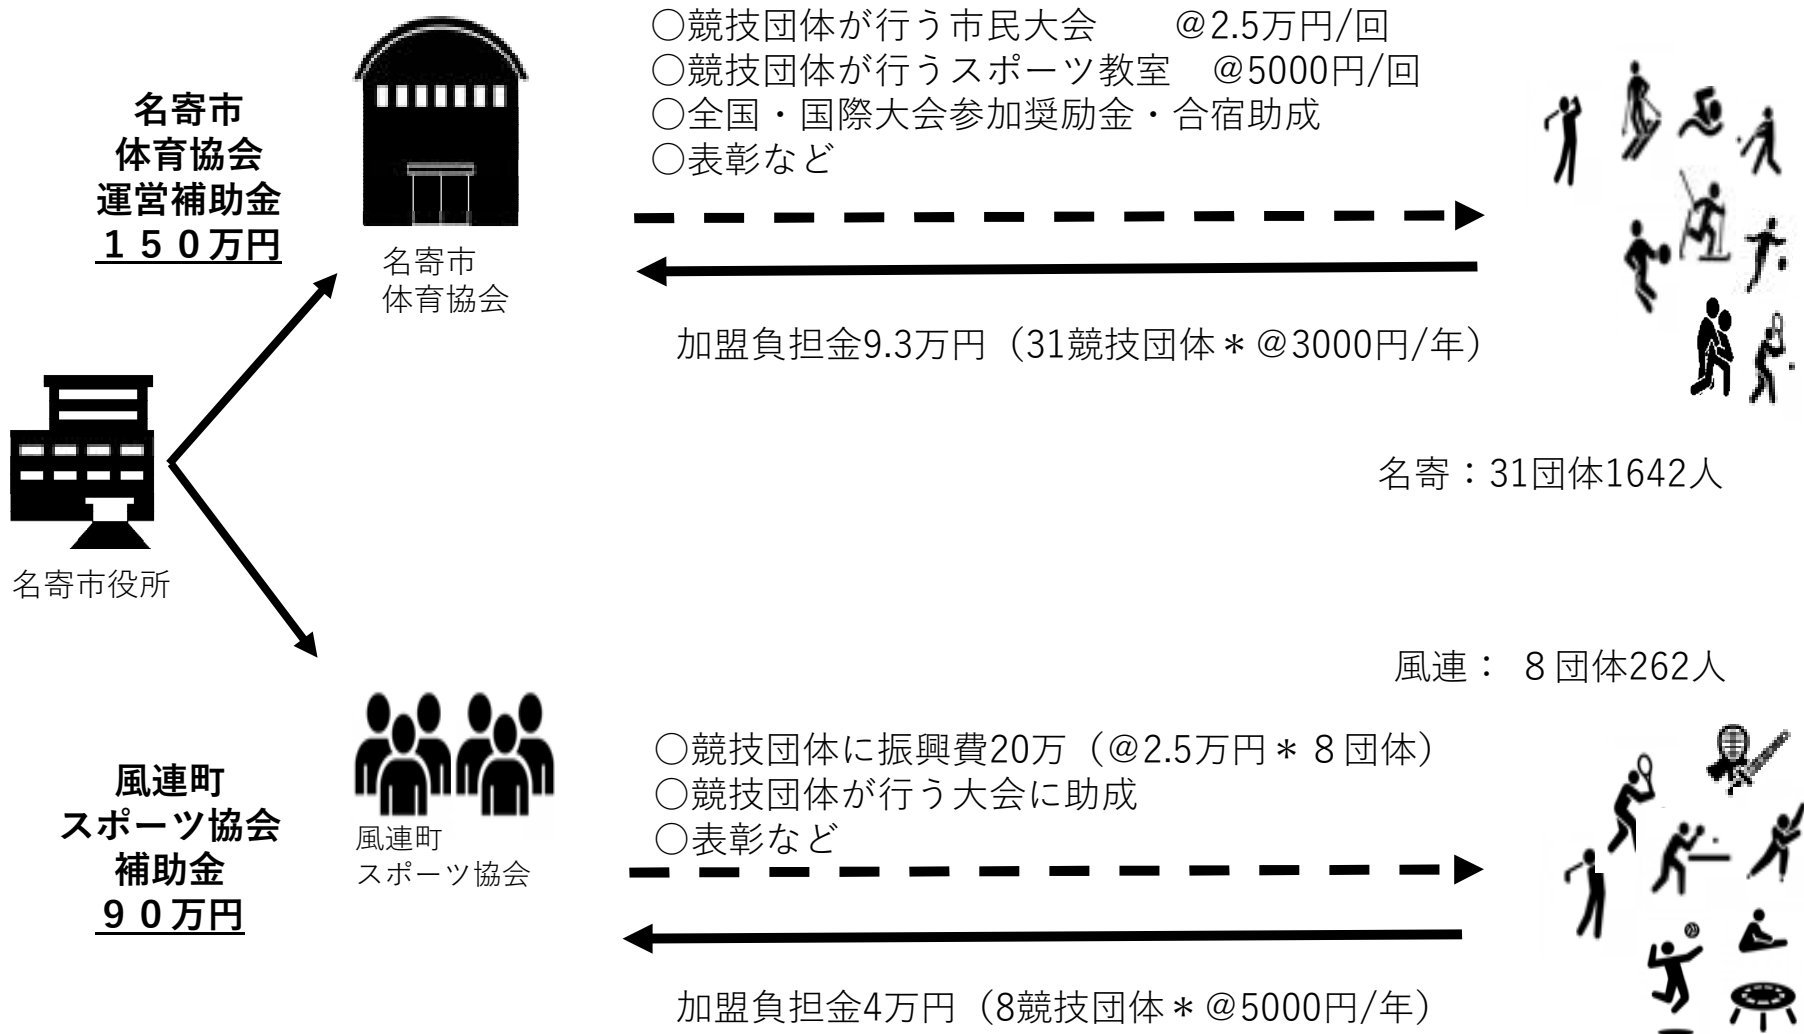 名寄市
体育協会
運営補助金
１５０万円
○競技団体が行う市民大会　　@2.5万円/回
○競技団体が行うスポーツ教室　@5000円/回
○全国・国際大会参加奨励金・合宿助成
○表彰など
名寄市
体育協会
加盟負担金9.3万円（31競技団体＊@3000円/年）
名寄：31団体1642人
名寄市役所
風連：　８団体262人
風連町
スポーツ協会
補助金
９０万円
風連町
スポーツ協会
○競技団体に振興費20万（@2.5万円＊８団体）
○競技団体が行う大会に助成
○表彰など
加盟負担金4万円（8競技団体＊@5000円/年）